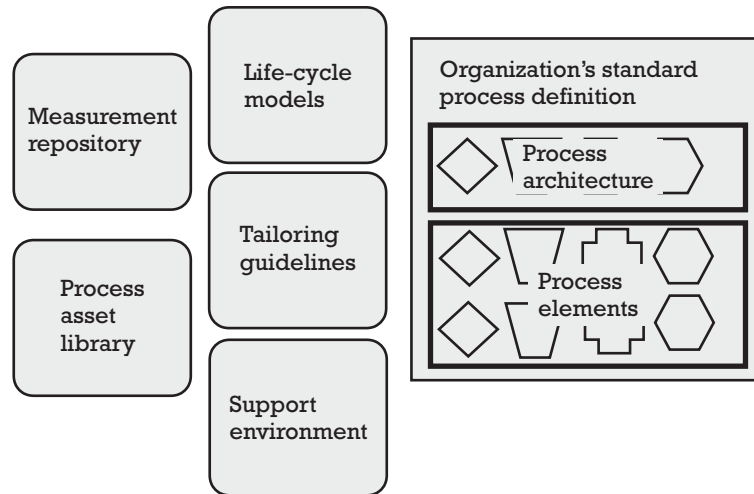 Measurement
repository
Process
asset
library
Life-cycle
models
Tailoring
guidelines
Support
environment
Organization's standard
process definition
Process
architecture
Process
elements